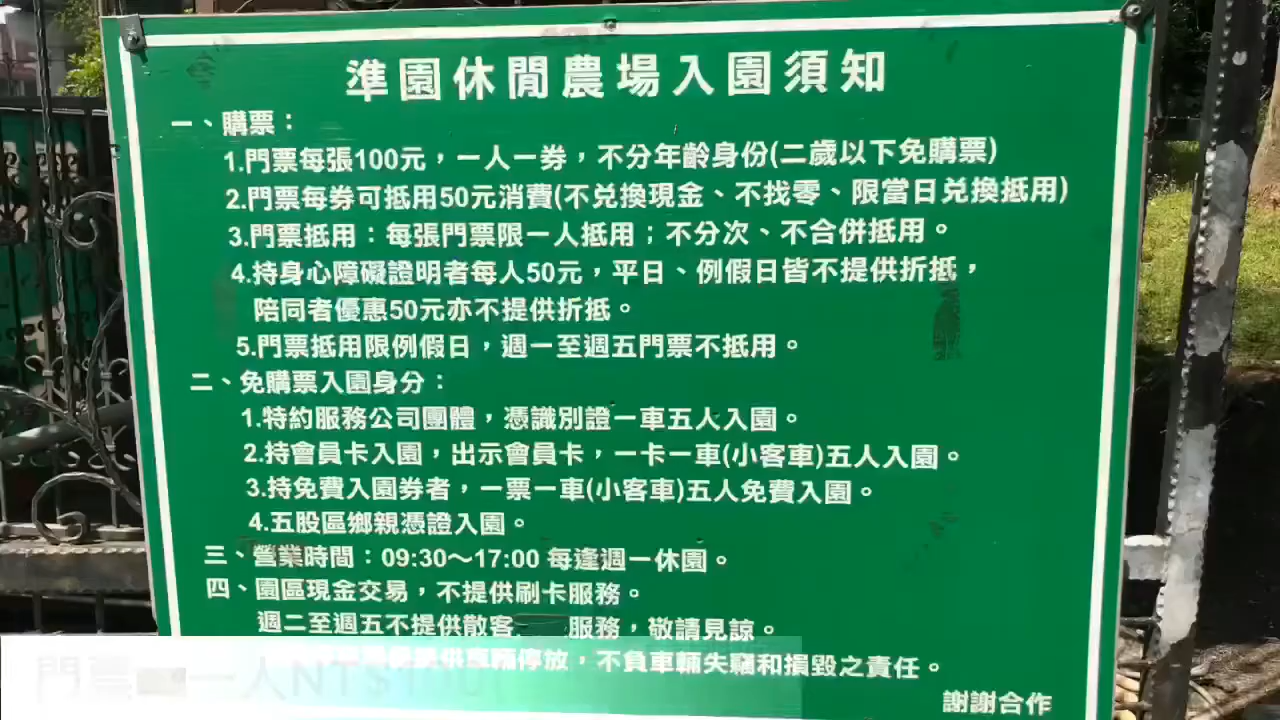 準園休閒農場入園須知
一、購票：
1.門票每張100元，一人一券，不分年齡身份(二歲以下免購票)
2.門票每券可抵用50元消費(不兌換現金、不找零、限當日兌換抵用)
3.門票抵用：每張門票限一人抵用；不分次、不合併抵用。
4.持身心障礙證明者每人50元，平日、例假日皆不提供折抵，
陪同者優惠50元亦不提供折抵。
5.門票抵用限例假日，週一至週五門票不抵用。
二、免購票入園身分：
1.特約服務公司團體，憑識別證一車五人入園。
2.持會員卡入園，出示會員卡，一卡一車(小客車)五人入園。
3.持免費入園券者，一票一車(小客車)五人免費入園。
4.五股區鄉親憑證入園。
三、營業時間：09:30～17:00 每逢週一休園。
四、園區現金交易，不提供刷卡服務。
週二至週五不提供散客 服務，敬請見諒。
供車輛停放，不負車輛失竊和損毀之責任。
門票 一人NT$
謝謝合作